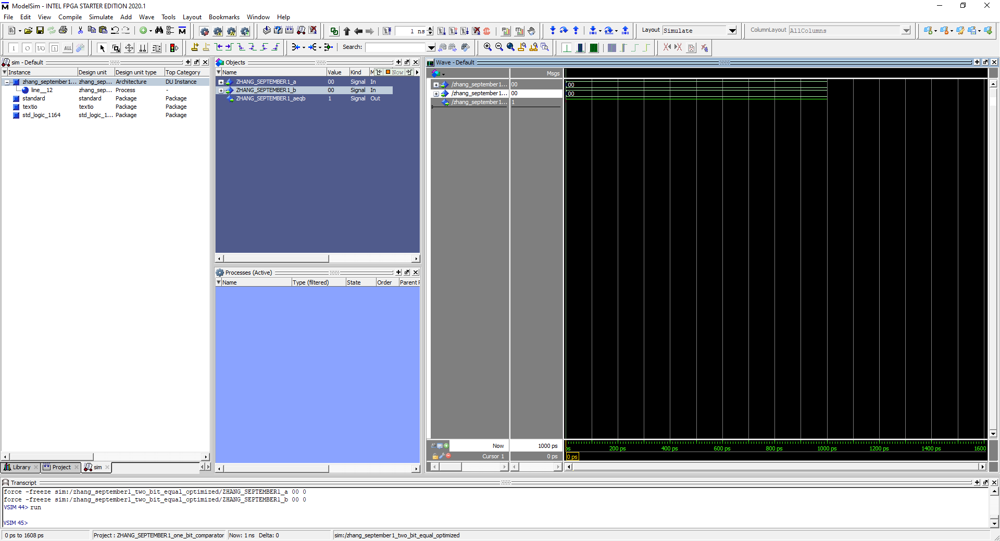 ModelSim - INTEL FPGA STARTER EDITION 2020.1
File Edit View Compile Simulate Add Wave Tools Layout Bookmarks Window Help
1 ns
Layout Simulate
ColumnLayout AllColumns
ALL
Search:
sim - Default
Instance Design unit Design unit type Top Category
zhang_september1... zhang_sep... Architecture DU Instance
line__12 zhang_sep... Process -
standard standard Package Package
textio textio Package Package
std_logic_1164 std_logic_1... Package Package
Library Project sim
Objects
Name Value Kind M Now
ZHANG_SEPTEMBER1_a 00 Signal In
ZHANG_SEPTEMBER1_b 00 Signal In
ZHANG_SEPTEMBER1_aeqb 1 Signal Out
Processes (Active)
Name Type (filtered) State Order Parent P
Wave - Default
Msgs
/zhang_september1... 00 00
/zhang_september1... 00 00
/zhang_september1... 1
Now 1000 ps
ps 200 ps 400 ps 600 ps 800 ps 1000 ps 1200 ps 1400 ps 1600
Cursor 1 0 ps 0 ps
Transcript
force -freeze sim:/zhang_september1_two_bit_equal_optimized/ZHANG_SEPTEMBER1_a 00 0
force -freeze sim:/zhang_september1_two_bit_equal_optimized/ZHANG_SEPTEMBER1_b 00 0
VSIM 44> run
VSIM 45>
0 ps to 1608 ps Project : ZHANG_SEPTEMBER1_one_bit_comparator Now: 1 ns Delta: 0 sim:/zhang_september1_two_bit_equal_optimized